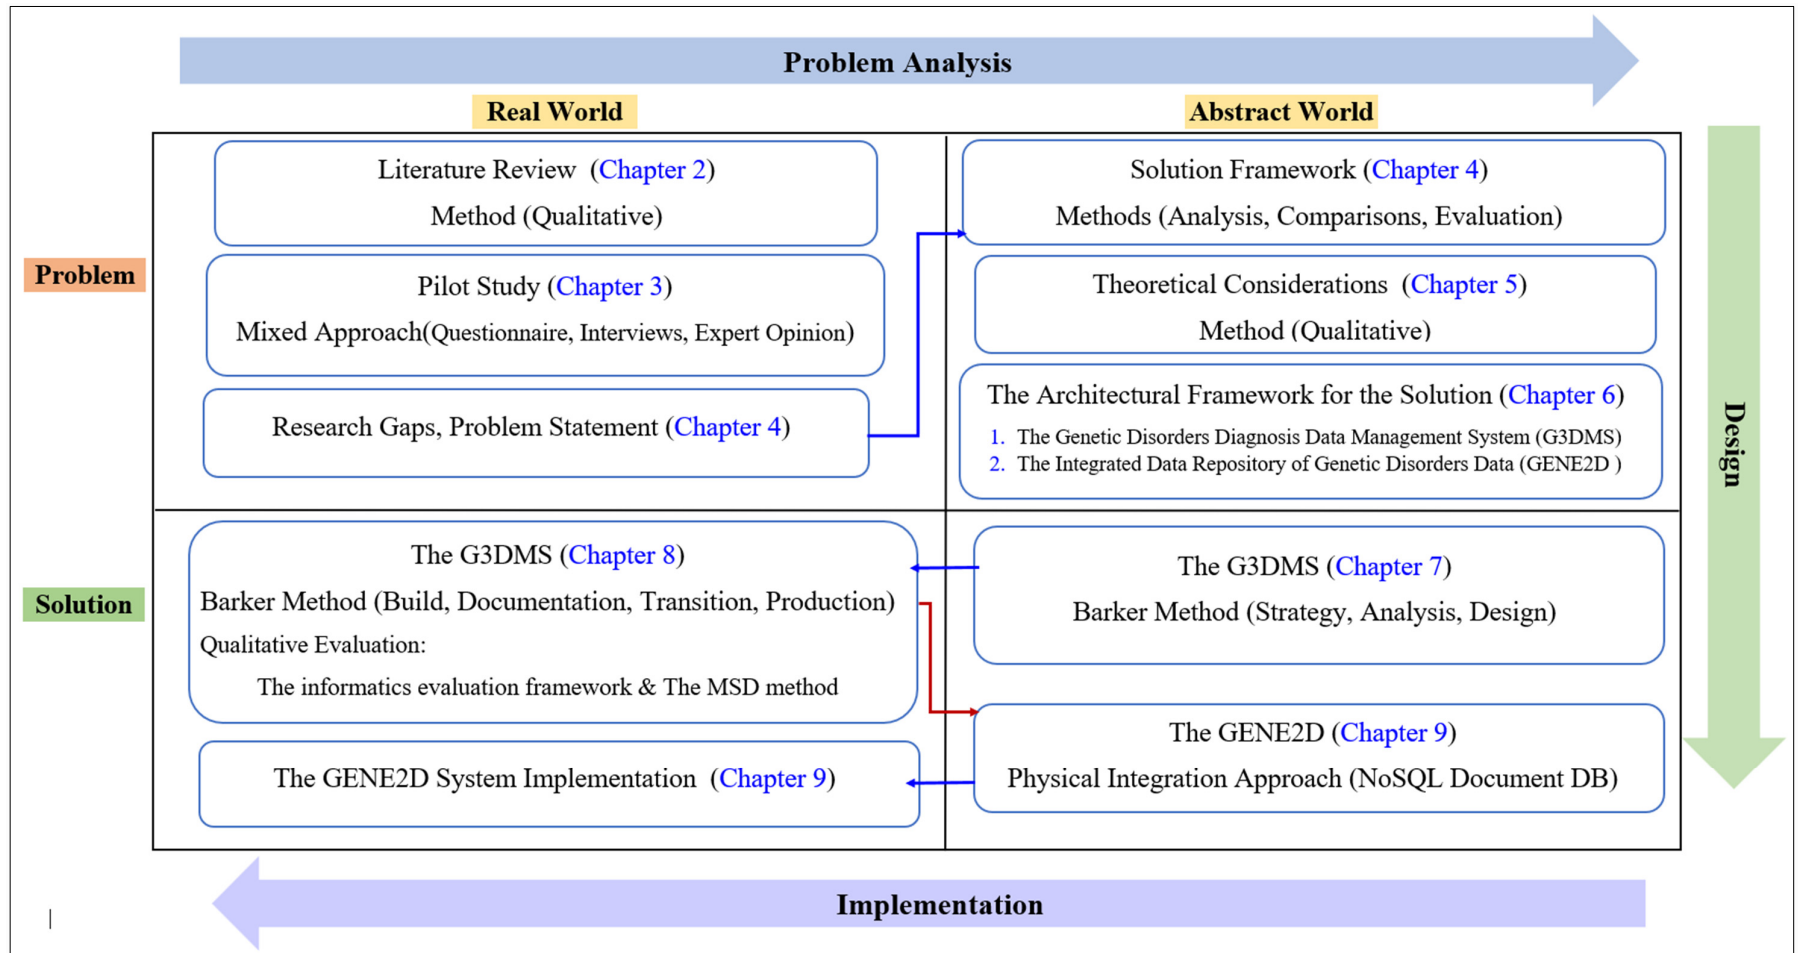 Problem Analysis
Real World
Abstract World
Problem
Literature Review (Chapter 2)
Method (Qualitative)
Pilot Study (Chapter 3)
Mixed Approach(Questionnaire, Interviews, Expert Opinion)
Research Gaps, Problem Statement (Chapter 4)
Solution Framework (Chapter 4)
Methods (Analysis, Comparisons, Evaluation)
Theoretical Considerations (Chapter 5)
Method (Qualitative)
The Architectural Framework for the Solution (Chapter 6)
1. The Genetic Disorders Diagnosis Data Management System (G3DMS)
2. The Integrated Data Repository of Genetic Disorders Data (GENE2D )
Design
Solution
The G3DMS (Chapter 8)
Barker Method (Build, Documentation, Transition, Production)
Qualitative Evaluation:
The informatics evaluation framework & The MSD method
The GENE2D System Implementation (Chapter 9)
The G3DMS (Chapter 7)
Barker Method (Strategy, Analysis, Design)
The GENE2D (Chapter 9)
Physical Integration Approach (NoSQL Document DB)
Implementation